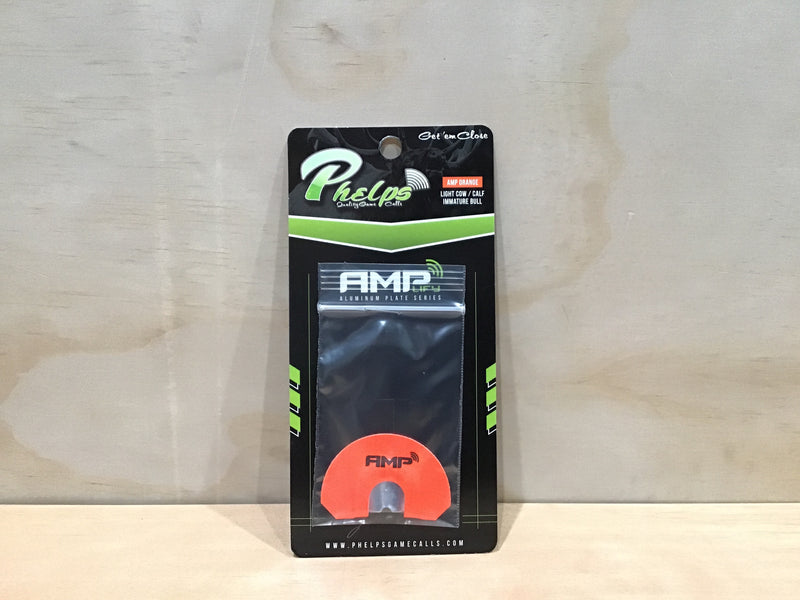 Get 'em Close
Phelps
Quality Game Calls
AMP ORANGE
LIGHT COW / CALF
IMMATURE BULL
AMP
LIFY
ALUMINUM PLATE SERIES
AMP
WWW.PHELPSGAMECALLS.COM